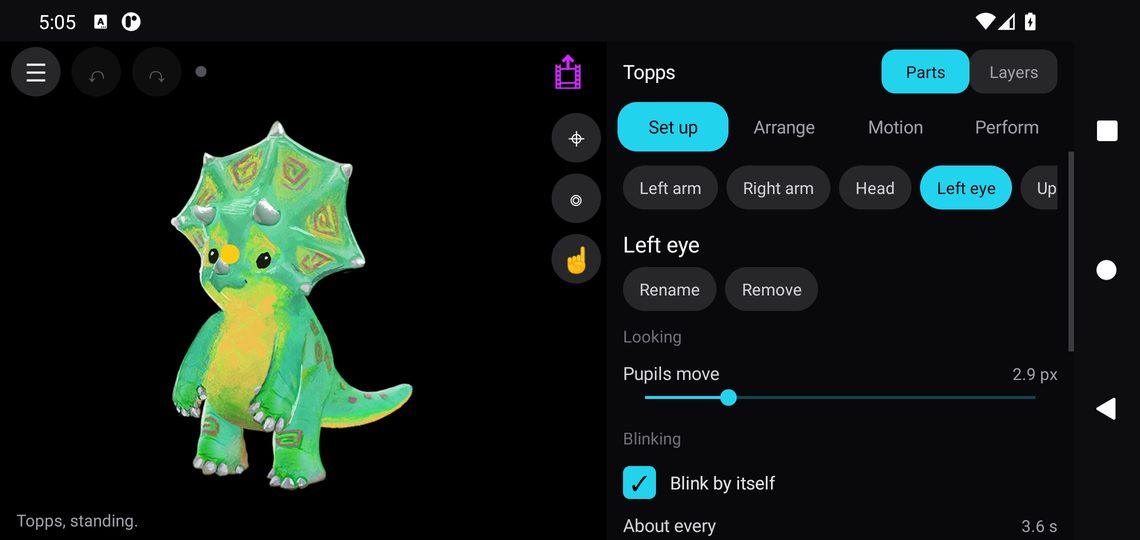 5:05
Topps
Parts
Layers
Set up
Arrange
Motion
Perform
Left arm
Right arm
Head
Left eye
Up
Left eye
Rename
Remove
Looking
Pupils move
2.9 px
Blinking
Blink by itself
About every
3.6 s
Topps, standing.